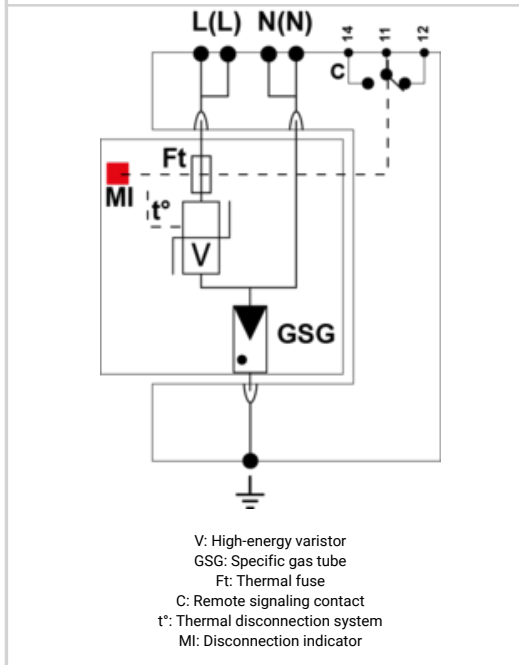 L(L) N(N)
14
11
12
C
Ft
MI
t°
V
GSG
V: High-energy varistor
GSG: Specific gas tube
Ft: Thermal fuse
C: Remote signaling contact
t°: Thermal disconnection system
MI: Disconnection indicator